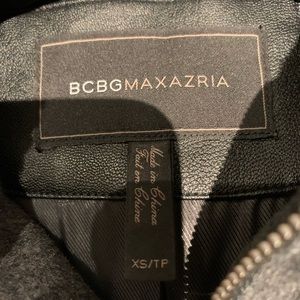 BCBGMAXAZRIA
Made in China
Fait en Chine
XS/TP